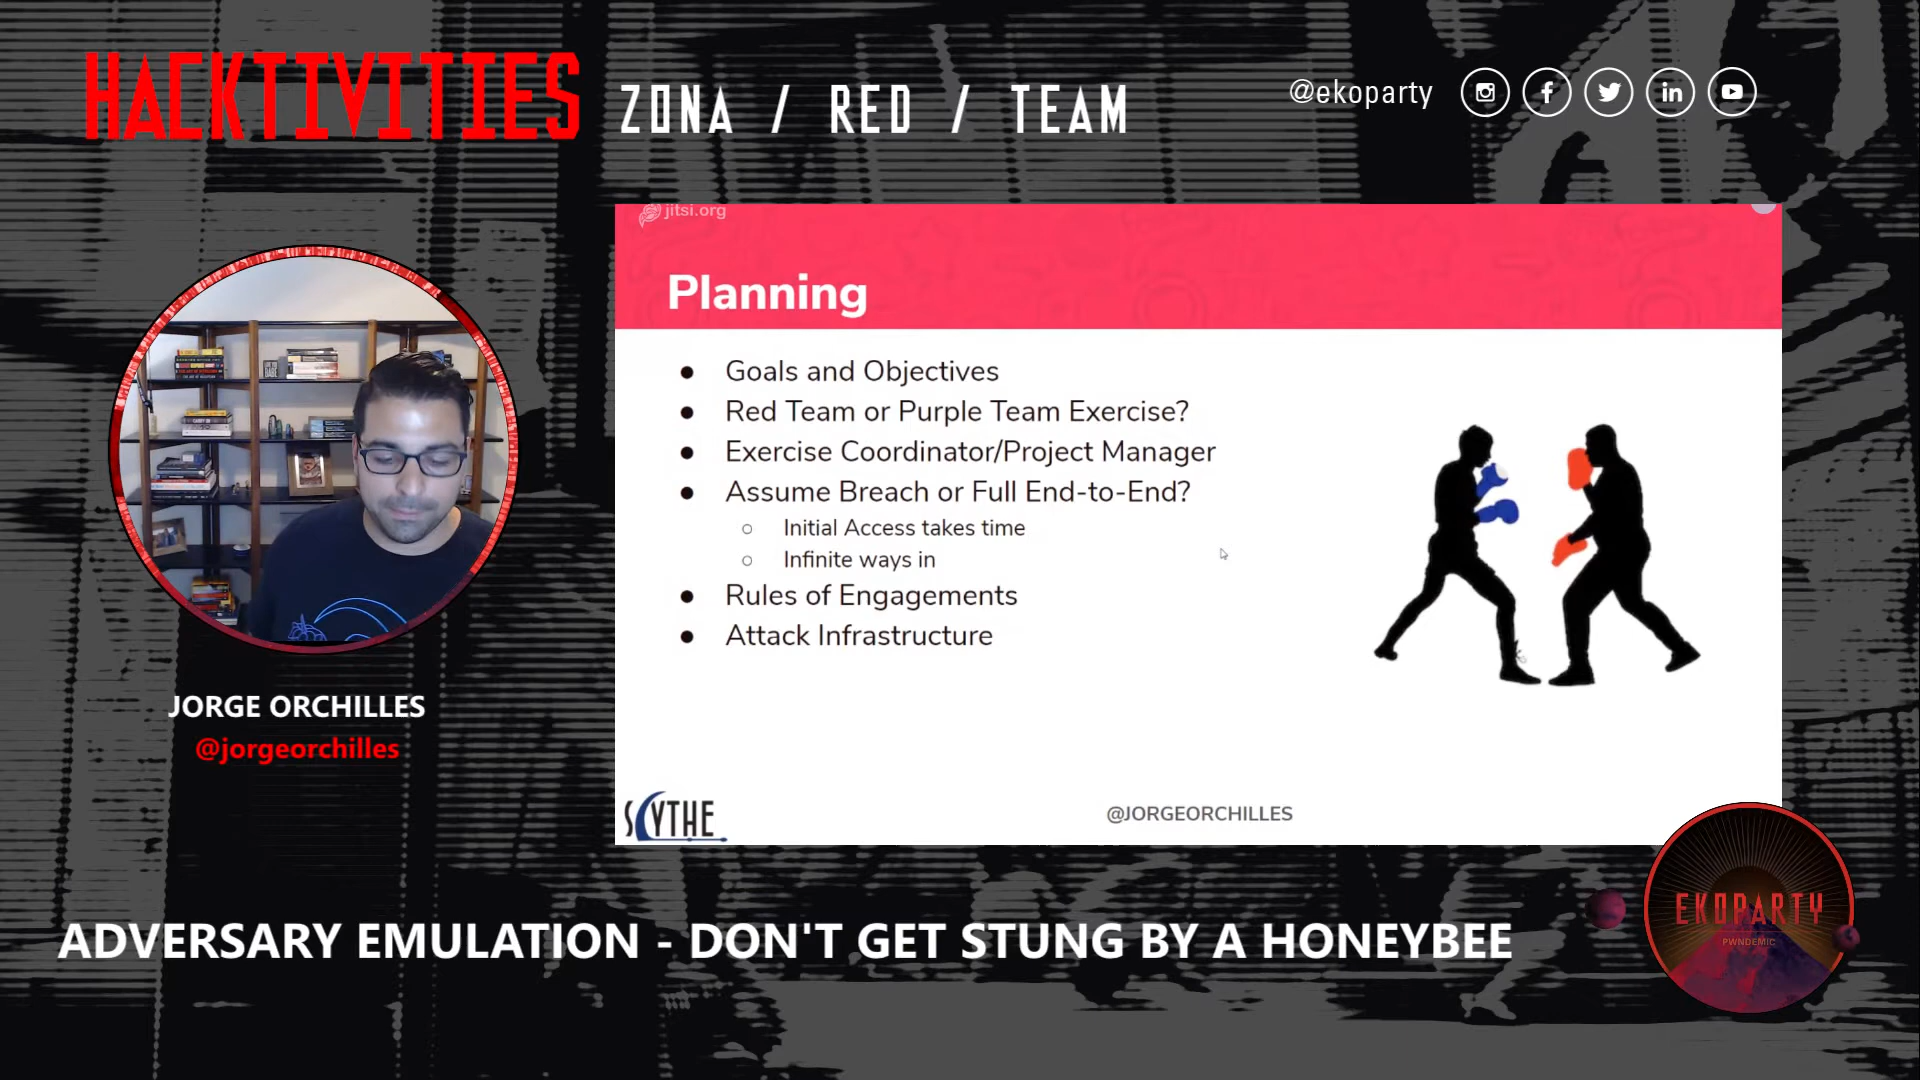 HACKTIVITIES
ZONA / RED / TEAM
@ekoparty
jitsi.org
Planning
● Goals and Objectives
● Red Team or Purple Team Exercise?
● Exercise Coordinator/Project Manager
● Assume Breach or Full End-to-End?
○ Initial Access takes time
○ Infinite ways in
● Rules of Engagements
● Attack Infrastructure
SCYTHE
@JORGEORCHILLES
JORGE ORCHILLES
@jorgeorchilles
ADVERSARY EMULATION - DON'T GET STUNG BY A HONEYBEE
EKOPARTY
PWNDEMIC